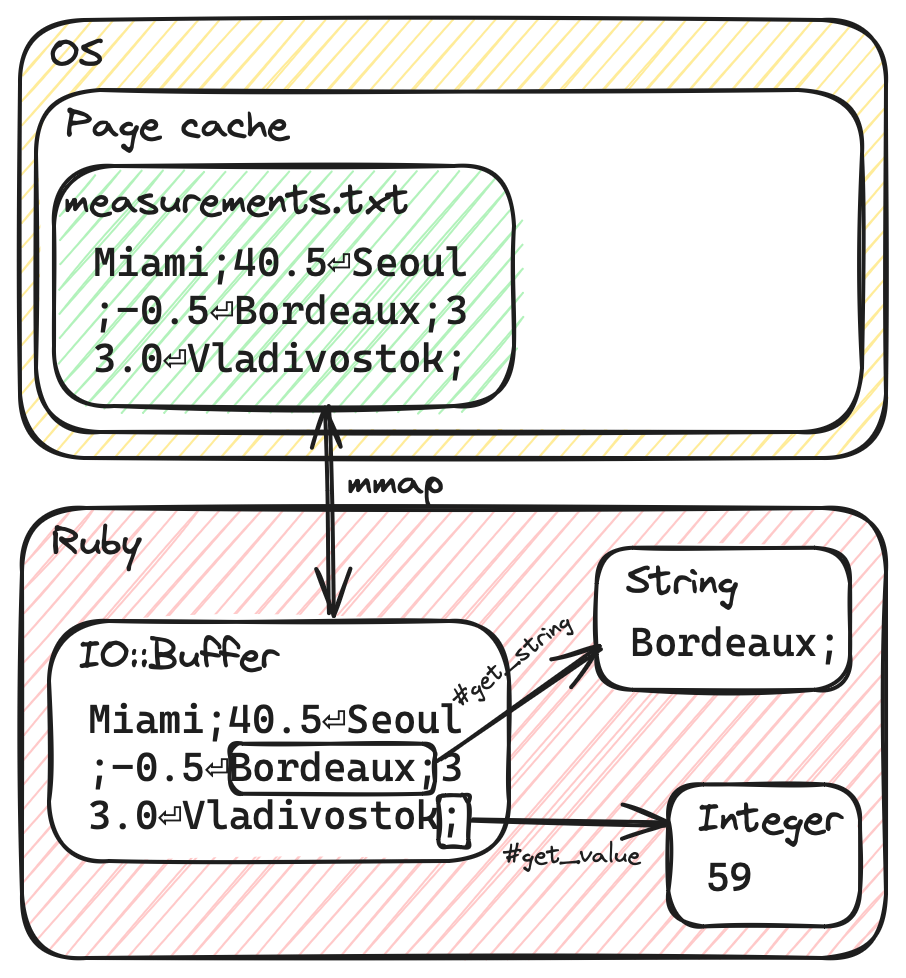 OS
Page cache
measurements.txt
Miami;40.5⏎Seoul
;−0.5⏎Bordeaux;3
3.0⏎Vladivostok;
mmap
Ruby
IO::Buffer
Miami;40.5⏎Seoul
;−0.5⏎Bordeaux;3
3.0⏎Vladivostok;
#get_string
String
Bordeaux;
#get_value
Integer
59